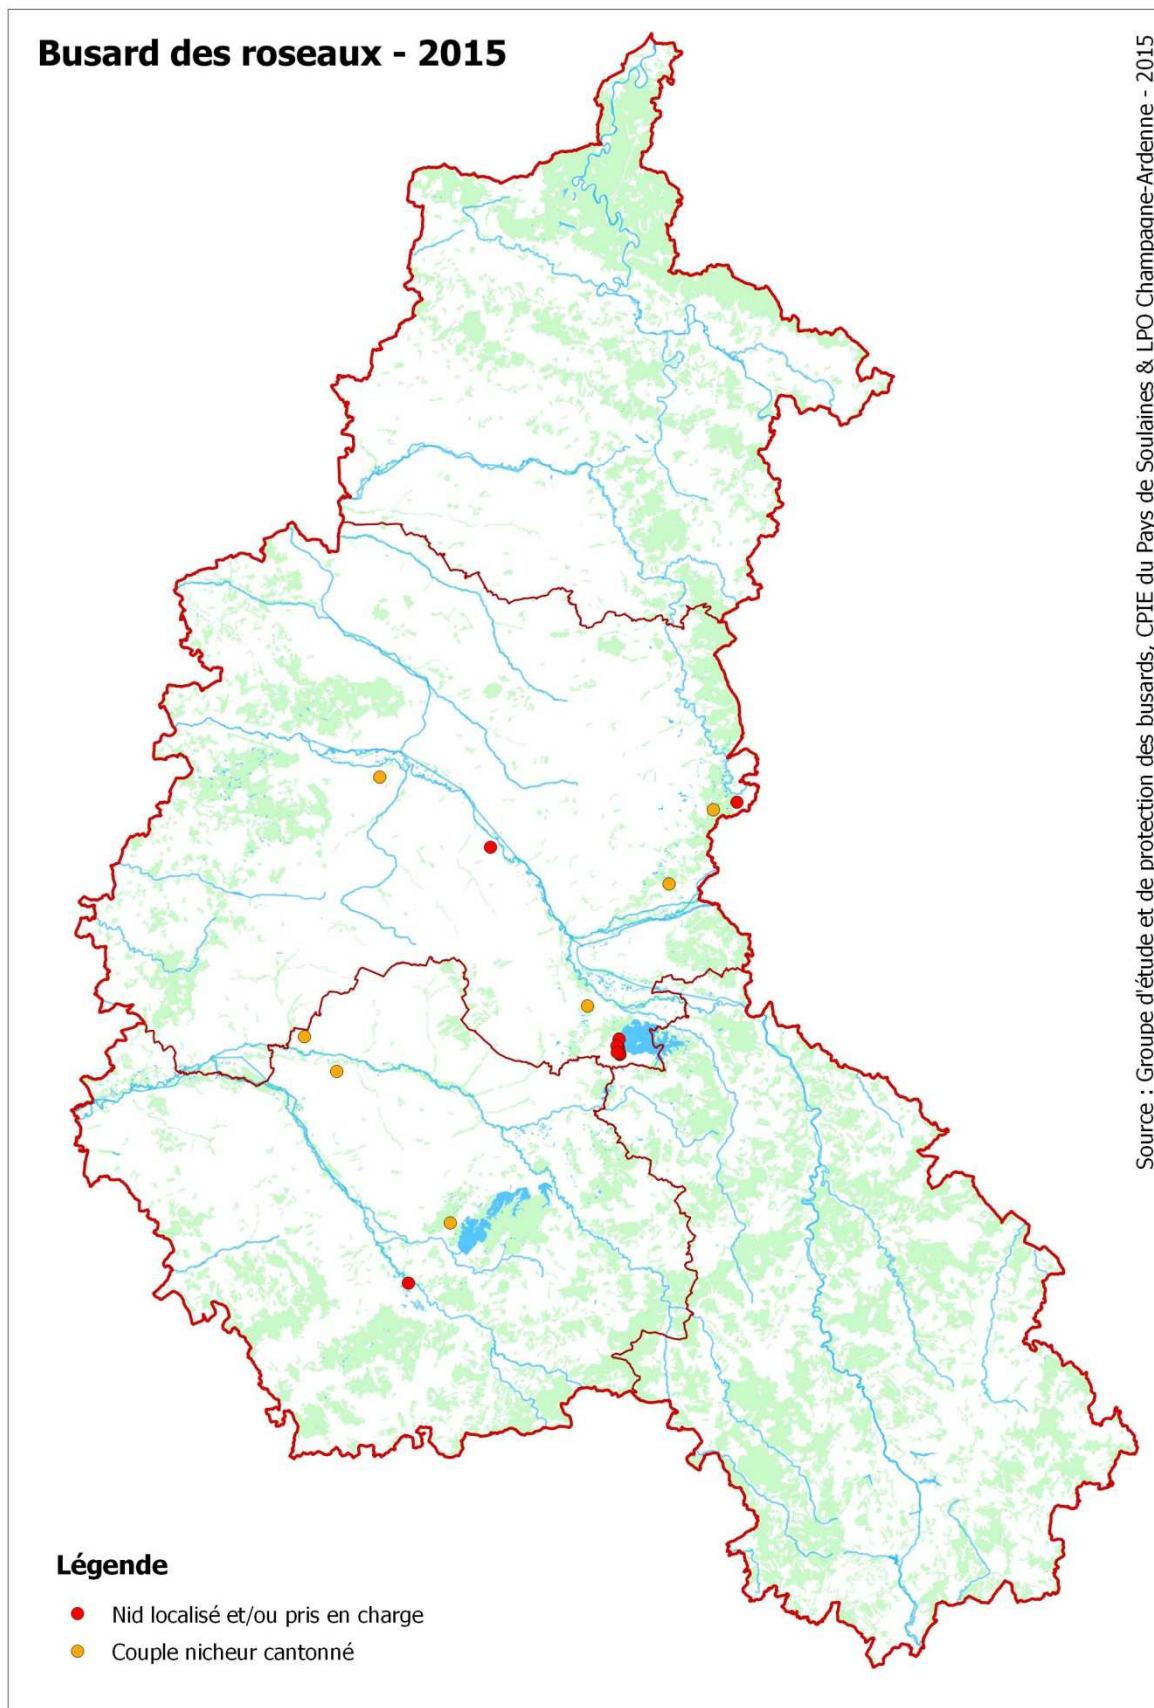 Busard des roseaux - 2015
Source : Groupe d'étude et de protection des busards, CPIE du Pays de Soulaines & LPO Champagne-Ardenne - 2015
Légende
Nid localisé et/ou pris en charge
Couple nicheur cantonné